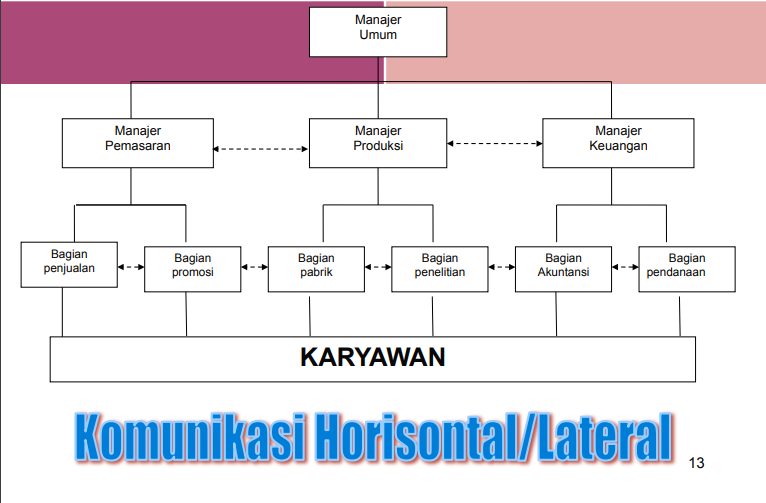 Manajer
Umum
Manajer
Pemasaran
Manajer
Produksi
Manajer
Keuangan
Bagian
penjualan
Bagian
promosi
Bagian
pabrik
Bagian
penelitian
Bagian
Akuntansi
Bagian
pendanaan
KARYAWAN
Komunikasi Horisontal/Lateral
13